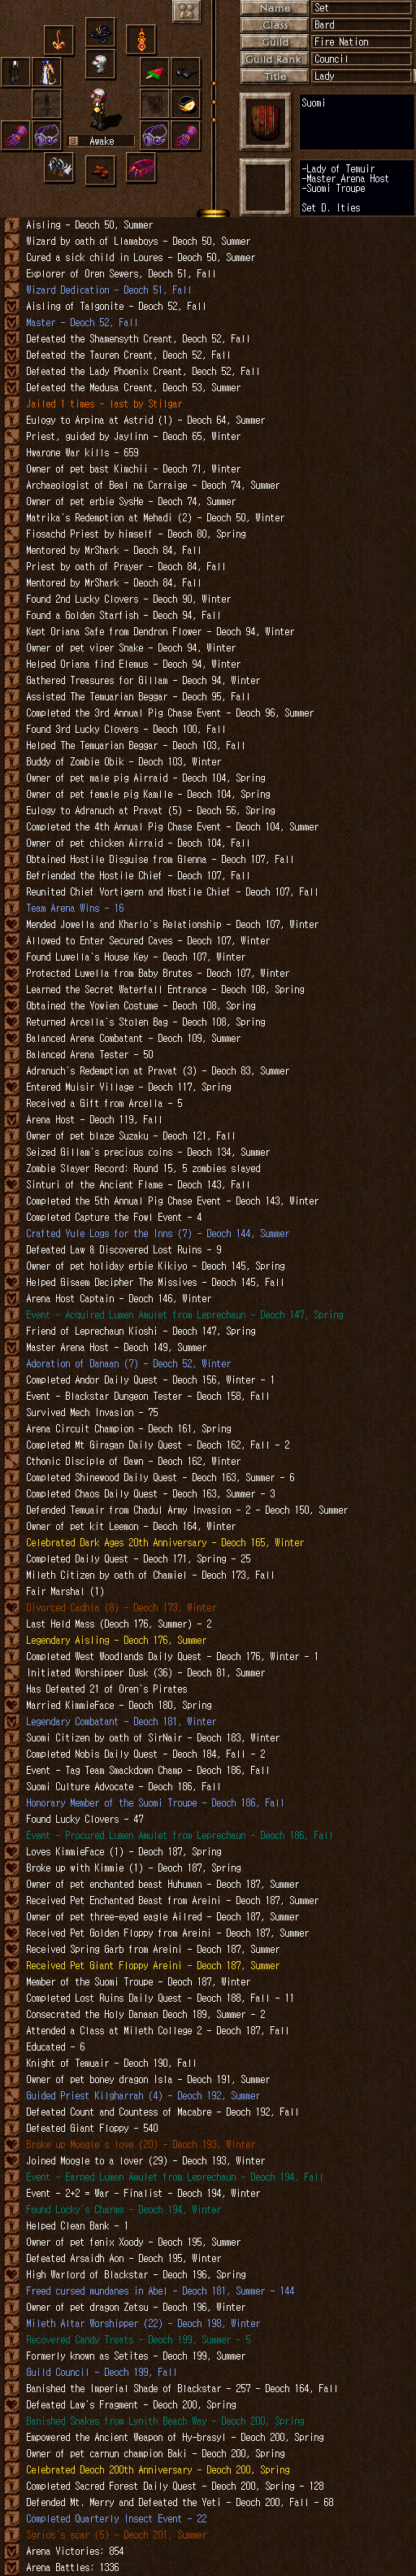 Name Set
Class Bard
Guild Fire Nation
Guild Rank Council
Title Lady
Suomi
Awake
-Lady of Temuir
-Master Arena Host
-Suomi Troupe
Set D. Ities
Aisling - Deoch 50, Summer
Wizard by oath of Llamaboys - Deoch 50, Summer
Cured a sick child in Loures - Deoch 50, Summer
Explorer of Oren Sewers, Deoch 51, Fall
Wizard Dedication - Deoch 51, Fall
Aisling of Talgonite - Deoch 52, Fall
Master - Deoch 52, Fall
Defeated the Shamensyth Creant, Deoch 52, Fall
Defeated the Tauren Creant, Deoch 52, Fall
Defeated the Lady Phoenix Creant, Deoch 52, Fall
Defeated the Medusa Creant, Deoch 53, Summer
Jailed 1 times - last by Stilgar
Eulogy to Arpina at Astrid (1) - Deoch 64, Summer
Priest, guided by Jaylinn - Deoch 65, Winter
Hwarone War kills - 659
Owner of pet bast Kimchii - Deoch 71, Winter
Archaeologist of Beal na Carraige - Deoch 74, Summer
Owner of pet erbie SysHe - Deoch 74, Summer
Matrika's Redemption at Mehadi (2) - Deoch 50, Winter
Fiosachd Priest by himself - Deoch 80, Spring
Mentored by MrShark - Deoch 84, Fall
Priest by oath of Prayer - Deoch 84, Fall
Mentored by MrShark - Deoch 84, Fall
Found 2nd Lucky Clovers - Deoch 90, Winter
Found a Golden Starfish - Deoch 94, Fall
Kept Oriana Safe from Dendron Flower - Deoch 94, Winter
Owner of pet viper Snake - Deoch 94, Winter
Helped Oriana find Elemus - Deoch 94, Winter
Gathered Treasures for Gillam - Deoch 94, Winter
Assisted The Temuarian Beggar - Deoch 95, Fall
Completed the 3rd Annual Pig Chase Event - Deoch 96, Summer
Found 3rd Lucky Clovers - Deoch 100, Fall
Helped The Temuarian Beggar - Deoch 103, Fall
Buddy of Zombie Obik - Deoch 103, Winter
Owner of pet male pig Airraid - Deoch 104, Spring
Owner of pet female pig Kamlle - Deoch 104, Spring
Eulogy to Adranuch at Pravat (5) - Deoch 56, Spring
Completed the 4th Annual Pig Chase Event - Deoch 104, Summer
Owner of pet chicken Airraid - Deoch 104, Fall
Obtained Hostile Disguise from Glenna - Deoch 107, Fall
Befriended the Hostile Chief - Deoch 107, Fall
Reunited Chief Vortigern and Hostile Chief - Deoch 107, Fall
Team Arena Wins - 16
Mended Jowella and Kharlo's Relationship - Deoch 107, Winter
Allowed to Enter Secured Caves - Deoch 107, Winter
Found Luwella's House Key - Deoch 107, Winter
Protected Luwella from Baby Brutes - Deoch 107, Winter
Learned the Secret Waterfall Entrance - Deoch 108, Spring
Obtained the Yowien Costume - Deoch 108, Spring
Returned Arcella's Stolen Bag - Deoch 108, Spring
Balanced Arena Combatant - Deoch 109, Summer
Balanced Arena Tester - 50
Adranuch's Redemption at Pravat (3) - Deoch 83, Summer
Entered Muisir Village - Deoch 117, Spring
Received a Gift from Arcella - 5
Arena Host - Deoch 119, Fall
Owner of pet blaze Suzaku - Deoch 121, Fall
Seized Gillam's precious coins - Deoch 134, Summer
Zombie Slayer Record: Round 15, 5 zombies slayed
Sinturi of the Ancient Flame - Deoch 143, Fall
Completed the 5th Annual Pig Chase Event - Deoch 143, Winter
Completed Capture the Fowl Event - 4
Crafted Yule Logs for the Inns (7) - Deoch 144, Summer
Defeated Law & Discovered Lost Ruins - 9
Owner of pet holiday erbie Kikiyo - Deoch 145, Spring
Helped Gisaem Decipher The Missives - Deoch 145, Fall
Arena Host Captain - Deoch 146, Winter
Event - Acquired Lumen Amulet from Leprechaun - Deoch 147, Spring
Friend of Leprechaun Kioshi - Deoch 147, Spring
Master Arena Host - Deoch 149, Summer
Adoration of Danaan (7) - Deoch 52, Winter
Completed Andor Daily Quest - Deoch 156, Winter - 1
Event - Blackstar Dungeon Tester - Deoch 158, Fall
Survived Mech Invasion - 75
Arena Circuit Champion - Deoch 161, Spring
Completed Mt Giragan Daily Quest - Deoch 162, Fall - 2
Cthonic Disciple of Dawn - Deoch 162, Winter
Completed Shinewood Daily Quest - Deoch 163, Summer - 6
Completed Chaos Daily Quest - Deoch 163, Summer - 3
Defended Temuair from Chadul Army Invasion - 2 - Deoch 150, Summer
Owner of pet kit Leemon - Deoch 164, Winter
Celebrated Dark Ages 20th Anniversary - Deoch 165, Winter
Completed Daily Quest - Deoch 171, Spring - 25
Mileth Citizen by oath of Chamiel - Deoch 173, Fall
Fair Marshal (1)
Divorced Cadhla (8) - Deoch 173, Winter
Last Held Mass (Deoch 176, Summer) - 2
Legendary Aisling - Deoch 176, Summer
Completed West Woodlands Daily Quest - Deoch 176, Winter - 1
Initiated Worshipper Dusk (36) - Deoch 81, Summer
Has Defeated 21 of Oren's Pirates
Married KimmieFace - Deoch 180, Spring
Legendary Combatant - Deoch 181, Winter
Suomi Citizen by oath of SirNair - Deoch 183, Winter
Completed Nobis Daily Quest - Deoch 184, Fall - 2
Event - Tag Team Smackdown Champ - Deoch 186, Fall
Suomi Culture Advocate - Deoch 186, Fall
Honorary Member of the Suomi Troupe - Deoch 186, Fall
Found Lucky Clovers - 47
Event - Procured Lumen Amulet from Leprechaun - Deoch 186, Fall
Loves KimmieFace (1) - Deoch 187, Spring
Broke up with Kimmie (1) - Deoch 187, Spring
Owner of pet enchanted beast Huhuman - Deoch 187, Summer
Received Pet Enchanted Beast from Areini - Deoch 187, Summer
Owner of pet three-eyed eagle Ailred - Deoch 187, Summer
Received Pet Golden Floppy from Areini - Deoch 187, Summer
Received Spring Garb from Areini - Deoch 187, Summer
Received Pet Giant Floppy Areini - Deoch 187, Summer
Member of the Suomi Troupe - Deoch 187, Winter
Completed Lost Ruins Daily Quest - Deoch 188, Fall - 11
Consecrated the Holy Danaan Deoch 189, Summer - 2
Attended a Class at Mileth College 2 - Deoch 187, Fall
Educated - 6
Knight of Temuair - Deoch 190, Fall
Owner of pet boney dragon Isla - Deoch 191, Summer
Guided Priest Kilgharrah (4) - Deoch 192, Summer
Defeated Count and Countess of Macabre - Deoch 192, Fall
Defeated Giant Floppy - 540
Broke up Moogle's love (20) - Deoch 193, Winter
Joined Moogle to a lover (29) - Deoch 193, Winter
Event - Earned Lumen Amulet from Leprechaun - Deoch 194, Fall
Event - 2+2 = War - Finalist - Deoch 194, Winter
Found Locky's Charms - Deoch 194, Winter
Helped Clean Bank - 1
Owner of pet fenix Xoody - Deoch 195, Summer
Defeated Arsaidh Aon - Deoch 195, Winter
High Warlord of Blackstar - Deoch 196, Spring
Freed cursed mundanes in Abel - Deoch 181, Summer - 144
Owner of pet dragon Zetsu - Deoch 196, Winter
Mileth Altar Worshipper (22) - Deoch 198, Winter
Recovered Candy Treats - Deoch 199, Summer - 5
Formerly known as Setites - Deoch 199, Summer
Guild Council - Deoch 199, Fall
Banished the Imperial Shade of Blackstar - 257 - Deoch 164, Fall
Defeated Law's Fragment - Deoch 200, Spring
Banished Snakes from Lynith Beach Way - Deoch 200, Spring
Empowered the Ancient Weapon of Hy-brasyl - Deoch 200, Spring
Owner of pet carnun champion Baki - Deoch 200, Spring
Celebrated Deoch 200th Anniversary - Deoch 200, Spring
Completed Sacred Forest Daily Quest - Deoch 200, Spring - 128
Defended Mt. Merry and Defeated the Yeti - Deoch 200, Fall - 68
Completed Quarterly Insect Event - 22
Sgrios's scar (5) - Deoch 201, Summer
Arena Victories: 854
Arena Battles: 1336